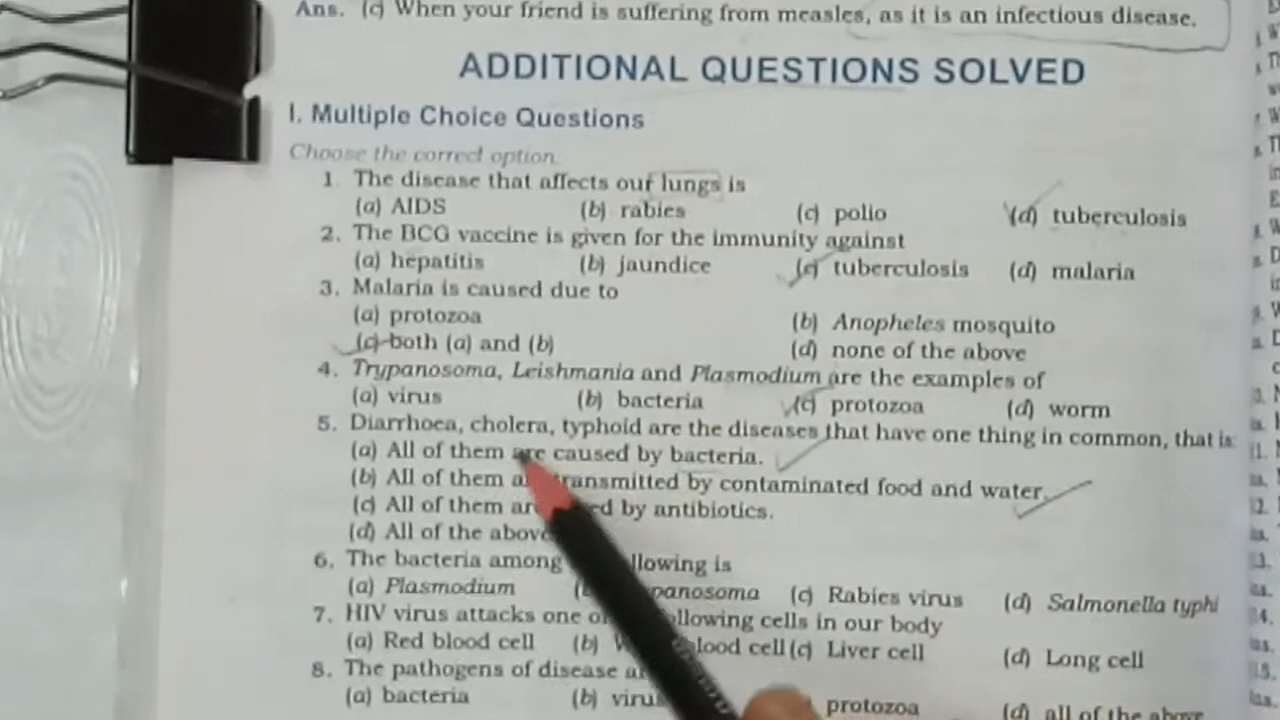 Ans. (c) When your friend is suffering from measles, as it is an infectious disease.
ADDITIONAL QUESTIONS SOLVED
I. Multiple Choice Questions
Choose the correct option.
1. The disease that affects our lungs is
(a) AIDS (b) rabies (c) polio (d) tuberculosis
2. The BCG vaccine is given for the immunity against
(a) hepatitis (b) jaundice (c) tuberculosis (d) malaria
3. Malaria is caused due to
(a) protozoa (b) Anopheles mosquito
(c) both (a) and (b) (d) none of the above
4. Trypanosoma, Leishmania and Plasmodium are the examples of
(a) virus (b) bacteria (c) protozoa (d) worm
5. Diarrhoea, cholera, typhoid are the diseases that have one thing in common, that is
(a) All of them are caused by bacteria.
(b) All of them transmitted by contaminated food and water.
(c) All of them by antibiotics.
(d) All of the above
6. The bacteria among is
(a) Plasmodium (c) Rabies virus (d) Salmonella typhi
7. HIV virus attacks one cells in our body
(a) Red blood cell (b) cell (c) Liver cell (d) Long cell
8. The pathogens of disease
(a) bacteria (b) protozoa (d) all of the above